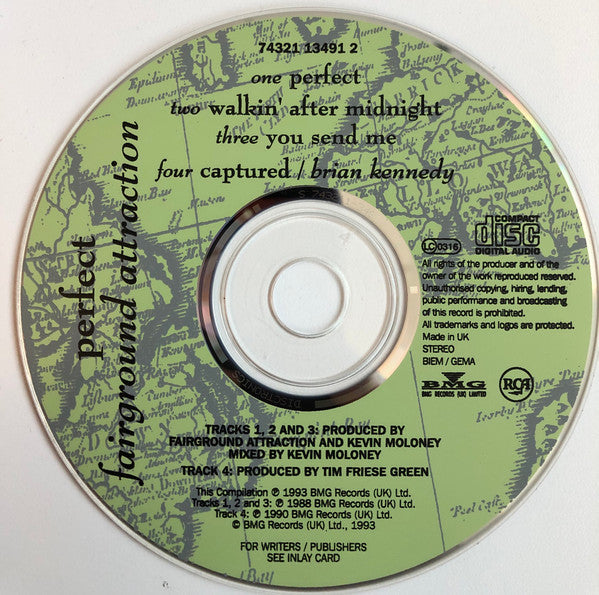 74321 13491 2
one perfect
two walkin' after midnight
three you send me
four captured / brian kennedy
perfect
fairground attraction
LC 0316
COMPACT
disc
DIGITAL AUDIO
All rights of the producer and of the
owner of the work reproduced reserved.
Unauthorised copying, hiring, lending,
public performance and broadcasting
of this record is prohibited.
All trademarks and logos are protected.
Made in UK
STEREO
BIEM / GEMA
BMG
BMG RECORDS (UK) LIMITED
RCA
DISCTRONICS
TRACKS 1, 2 AND 3: PRODUCED BY
FAIRGROUND ATTRACTION AND KEVIN MOLONEY
MIXED BY KEVIN MOLONEY
TRACK 4: PRODUCED BY TIM FRIESE GREEN
This Compilation ℗ 1993 BMG Records (UK) Ltd.
Tracks 1, 2 and 3: ℗ 1988 BMG Records (UK) Ltd.
Track 4: ℗ 1990 BMG Records (UK) Ltd.
© BMG Records (UK) Ltd., 1993
FOR WRITERS / PUBLISHERS
SEE INLAY CARD